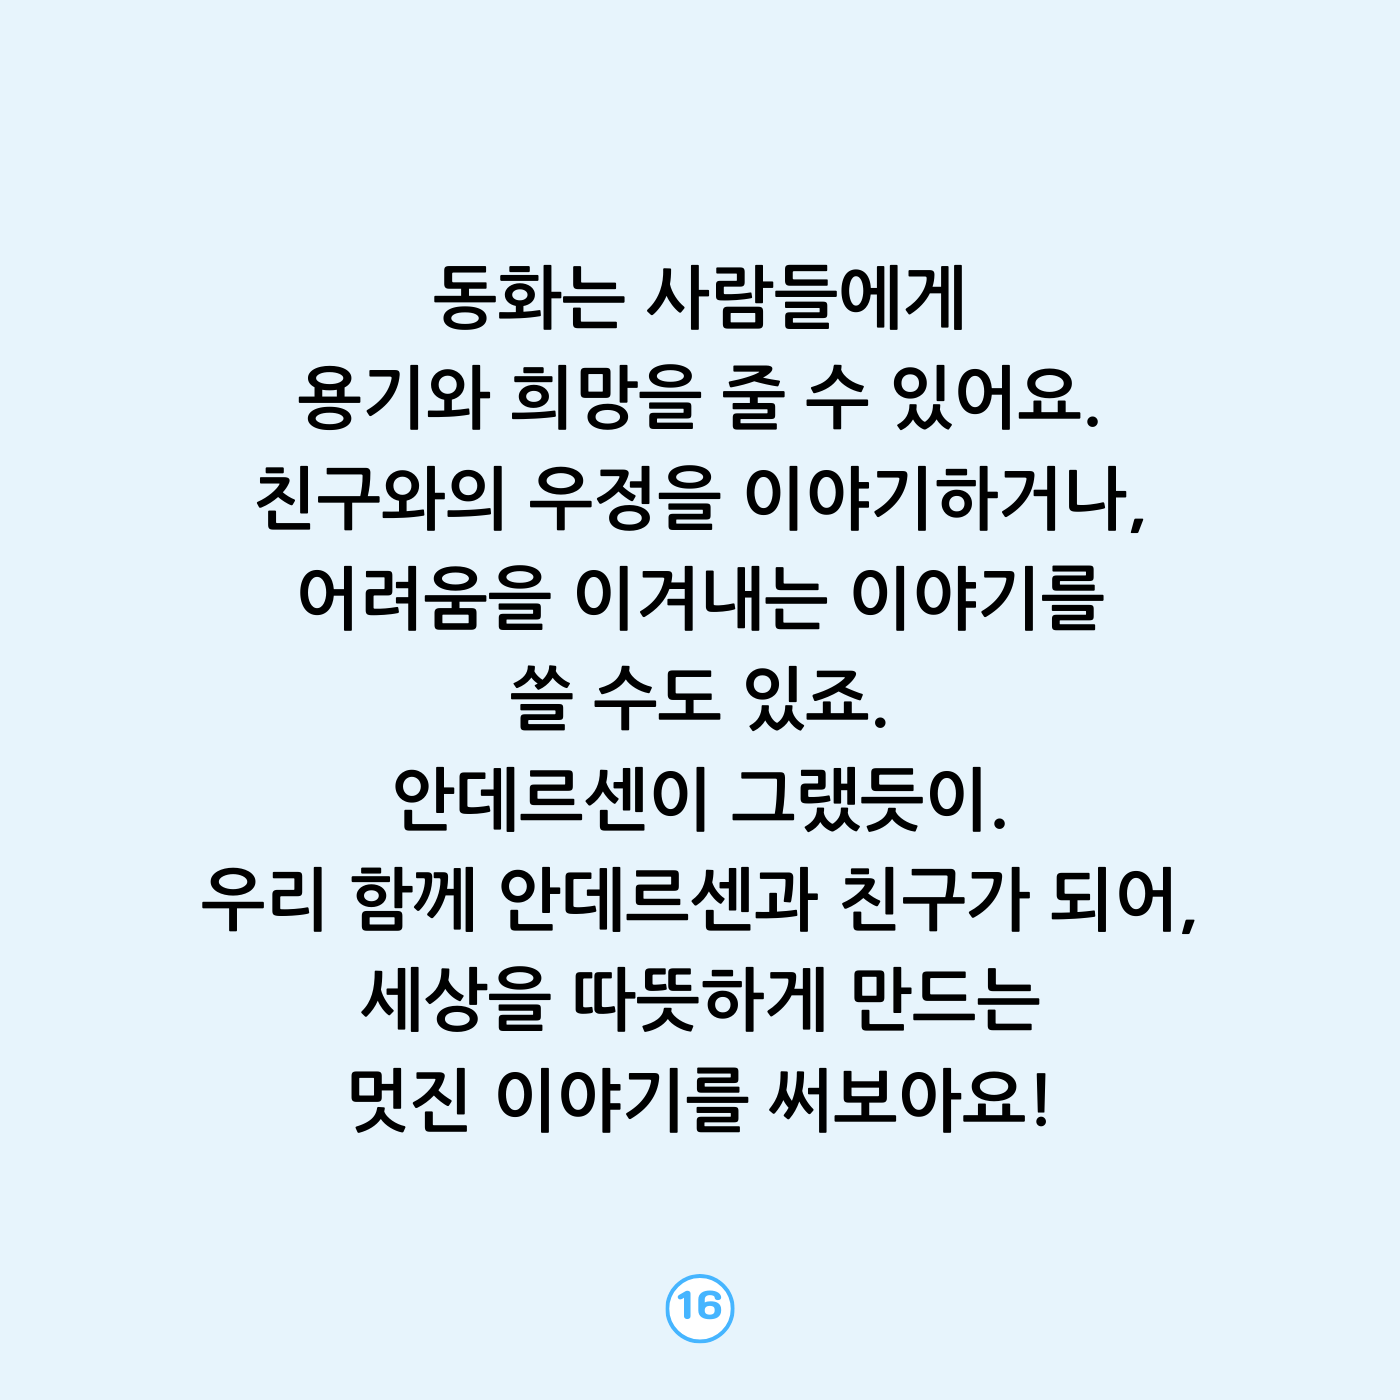 동화는 사람들에게
용기와 희망을 줄 수 있어요.
친구와의 우정을 이야기하거나,
어려움을 이겨내는 이야기를
쓸 수도 있죠.
안데르센이 그랬듯이.
우리 함께 안데르센과 친구가 되어,
세상을 따뜻하게 만드는
멋진 이야기를 써보아요!
16